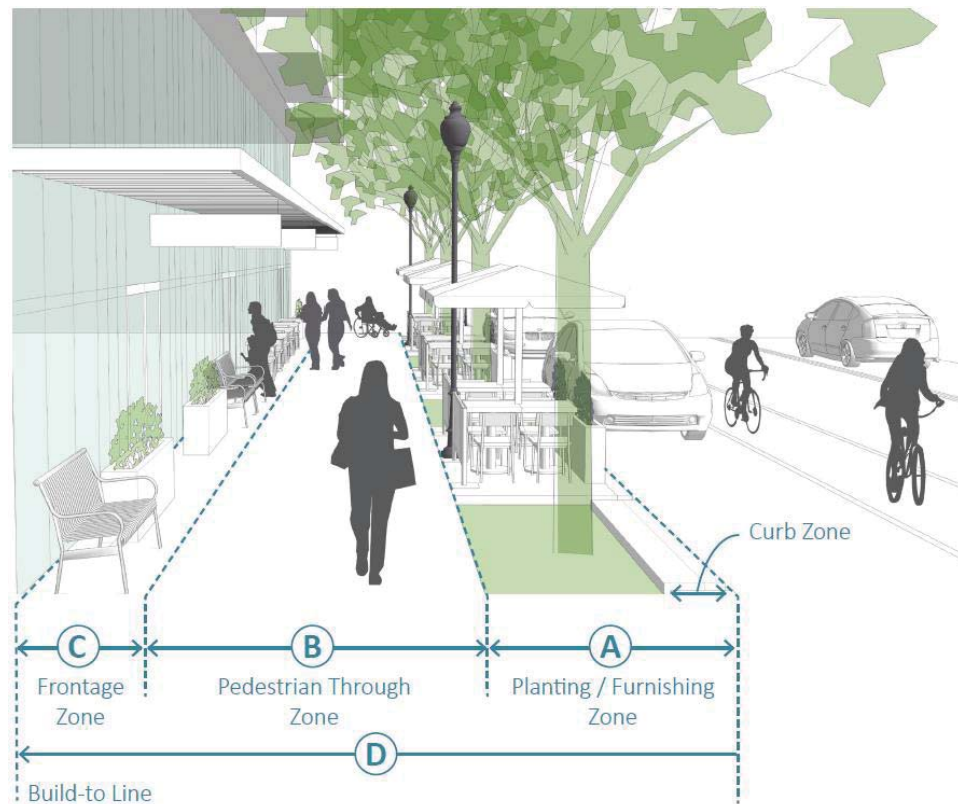 Curb Zone
C
B
A
Frontage
Zone
Pedestrian Through
Zone
Planting / Furnishing
Zone
D
Build-to Line